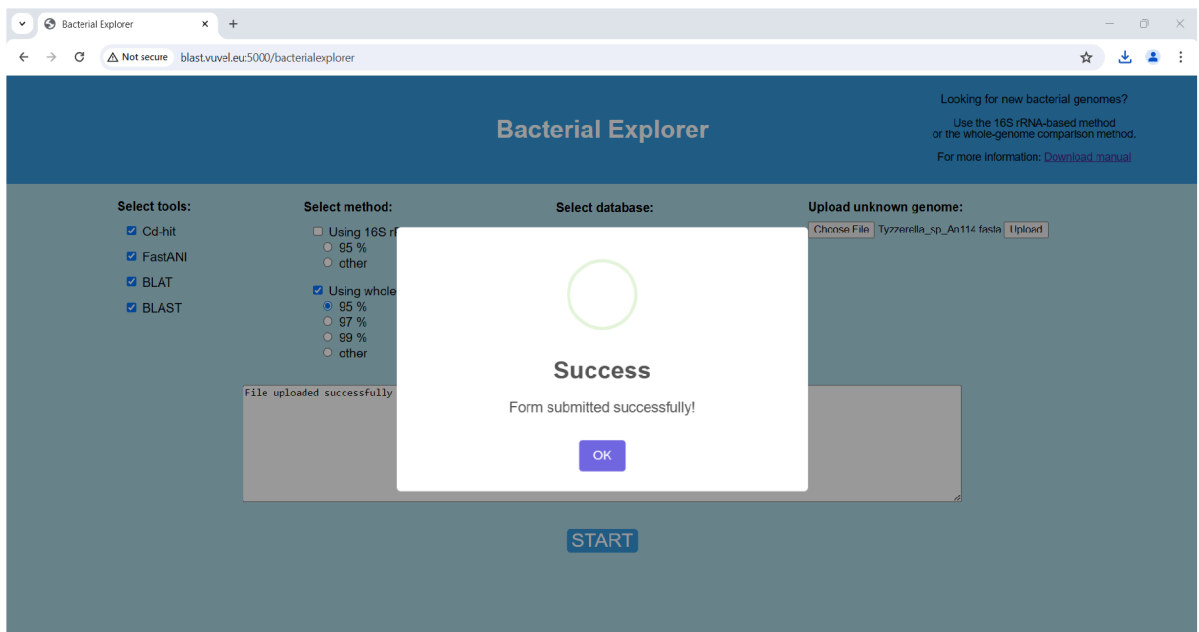 Bacterial Explorer
Not secure blast.vuvel.eu:5000/bacterialexplorer
Bacterial Explorer
Looking for new bacterial genomes?
Use the 16S rRNA-based method
or the whole-genome comparison method.
For more information: Download manual
Select tools:
Cd-hit
FastANI
BLAT
BLAST
Select method:
Using 16S
95 %
other
Using whole
95 %
97 %
99 %
other
Select database:
Upload unknown genome:
Choose File Tyzzerella_sp_An114 fasta Upload
File uploaded successfully
Success
Form submitted successfully!
OK
START